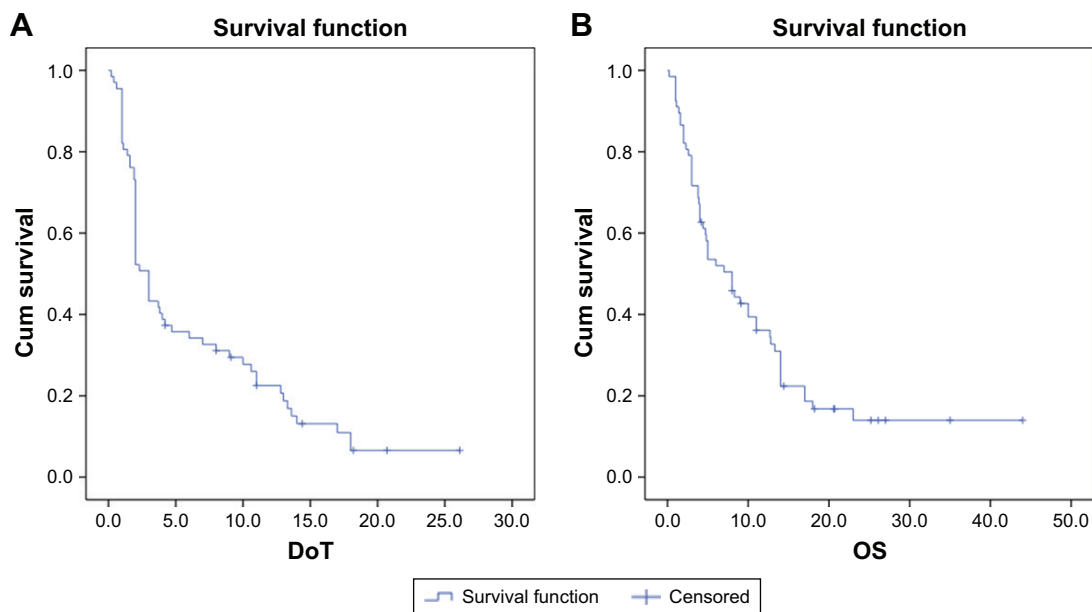 A
Survival function
Cum survival
1.0
0.8
0.6
0.4
0.2
0.0
0.0 5.0 10.0 15.0 20.0 25.0 30.0
DoT
B
Survival function
Cum survival
1.0
0.8
0.6
0.4
0.2
0.0
0.0 10.0 20.0 30.0 40.0 50.0
OS
Survival function Censored